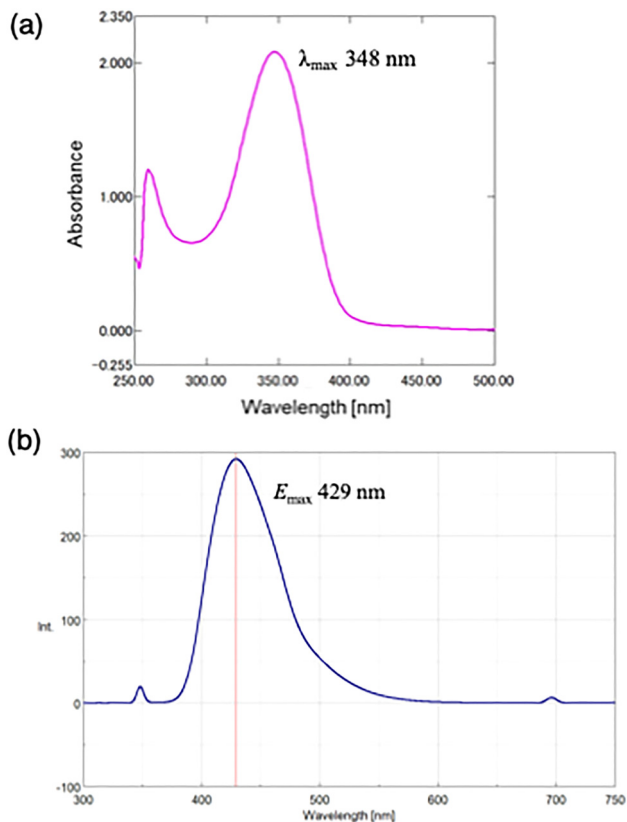 (a)
2.350
2.000
1.000
0.000
−0.255
Absorbance
λmax 348 nm
250.00 300.00 350.00 400.00 450.00 500.00
Wavelength [nm]
(b)
300
200
100
0
-100
Int.
Emax 429 nm
300 400 500 600 700 750
Wavelength [nm]